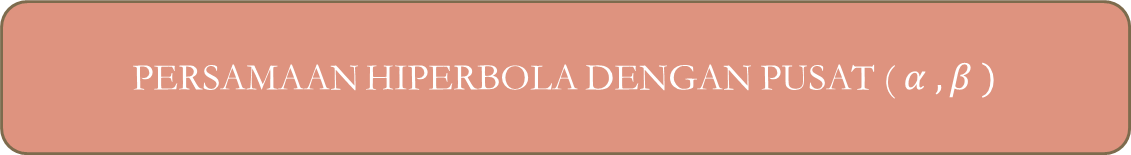 PERSAMAAN HIPERBOLA DENGAN PUSAT ( 𝛼 , 𝛽 )